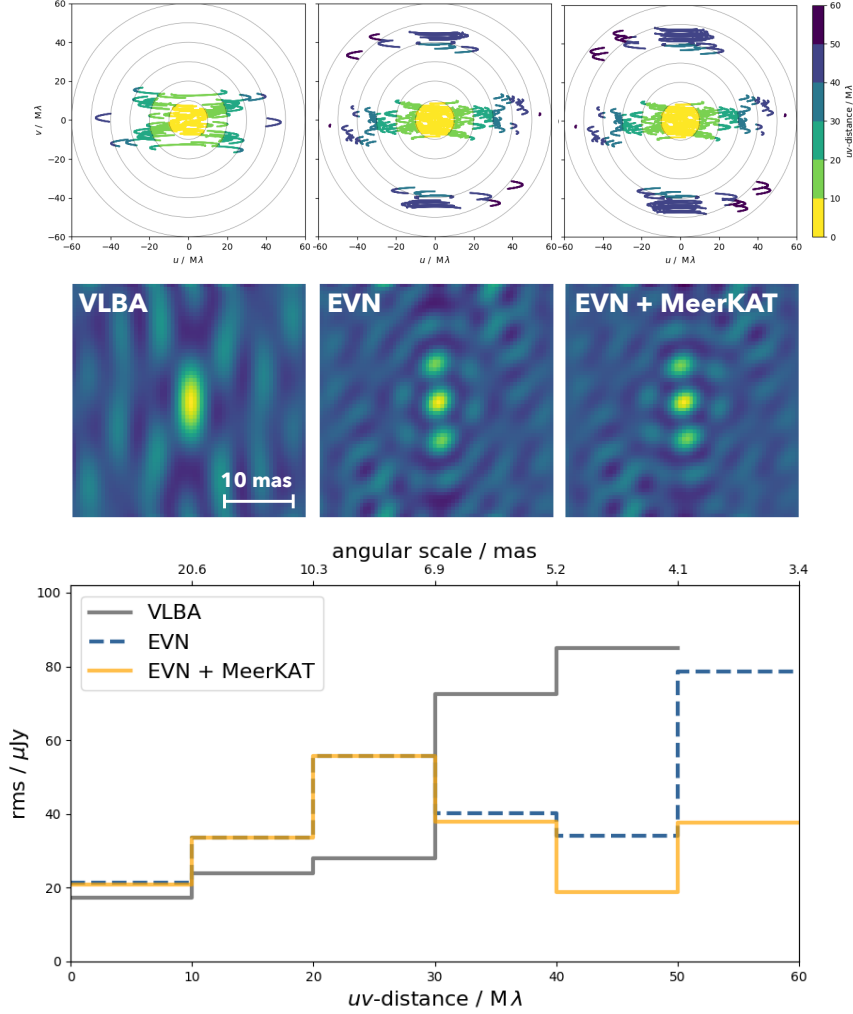 60
40
20
0
−20
−40
−60
v / Mλ
−60 −40 −20 0 20 40 60
u / Mλ
−60 −40 −20 0 20 40 60
u / Mλ
−60 −40 −20 0 20 40 60
u / Mλ
60
50
40
30
20
10
0
uv-distance / Mλ
VLBA
10 mas
EVN
EVN + MeerKAT
angular scale / mas
20.6 10.3 6.9 5.2 4.1 3.4
VLBA
EVN
EVN + MeerKAT
100
80
60
40
20
0
rms / μJy
0 10 20 30 40 50 60
uv-distance / Mλ